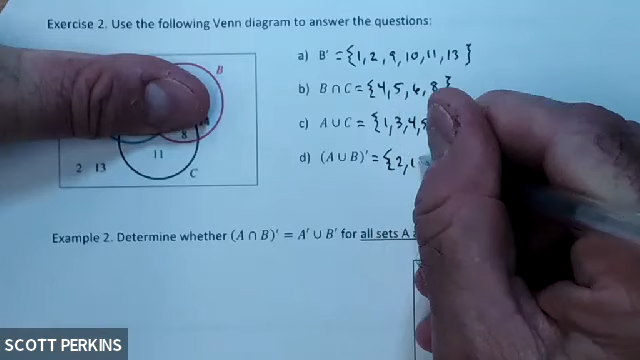 Exercise 2. Use the following Venn diagram to answer the questions:
a) B' = {1, 2, 9, 10, 11, 13}
B
b) B ∩ C = {4, 5, 6, 8}
c) A ∪ C = {1, 3, 4,
8
11
d) (A ∪ B)' = {2, 1
2 13
C
Example 2. Determine whether (A ∩ B)' = A' ∪ B' for all sets A
SCOTT PERKINS